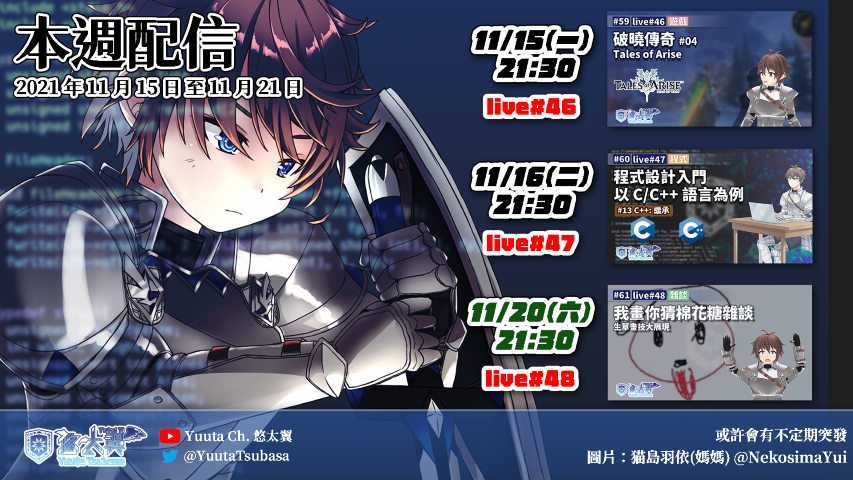 本週配信
2021年11月15日至11月21日
11/15(一)
21:30
live#46
#59 live#46 遊戲
破曉傳奇 #04
Tales of Arise
TALES OF ARISE
11/16(二)
21:30
live#47
#60 live#47 程式
程式設計入門
以 C/C++ 語言為例
#13 C++: 繼承
C
C++
11/20(六)
21:30
live#48
#61 live#48 雜談
我畫你猜棉花糖雜談
生草畫技大展現
悠太翼
Yuuta Ch. 悠太翼
@YuutaTsubasa
或許會有不定期突發
圖片：猫島羽依(媽媽) @NekosimaYui